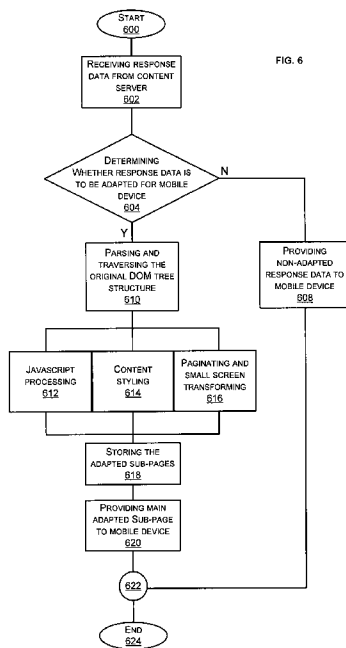 START
600
RECEIVING RESPONSE
DATA FROM CONTENT
SERVER
602
FIG. 6
DETERMINING
WHETHER RESPONSE DATA IS
TO BE ADAPTED FOR MOBILE
DEVICE
604
N
Y
PARSING AND
TRAVERSING THE
ORIGINAL DOM TREE
STRUCTURE
610
PROVIDING
NON-ADAPTED
RESPONSE DATA TO
MOBILE DEVICE
608
JAVASCRIPT
PROCESSING
612
CONTENT
STYLING
614
PAGINATING AND
SMALL SCREEN
TRANSFORMING
616
STORING THE
ADAPTED SUB-PAGES
618
PROVIDING MAIN
ADAPTED SUB-PAGE
TO MOBILE DEVICE
620
622
END
624